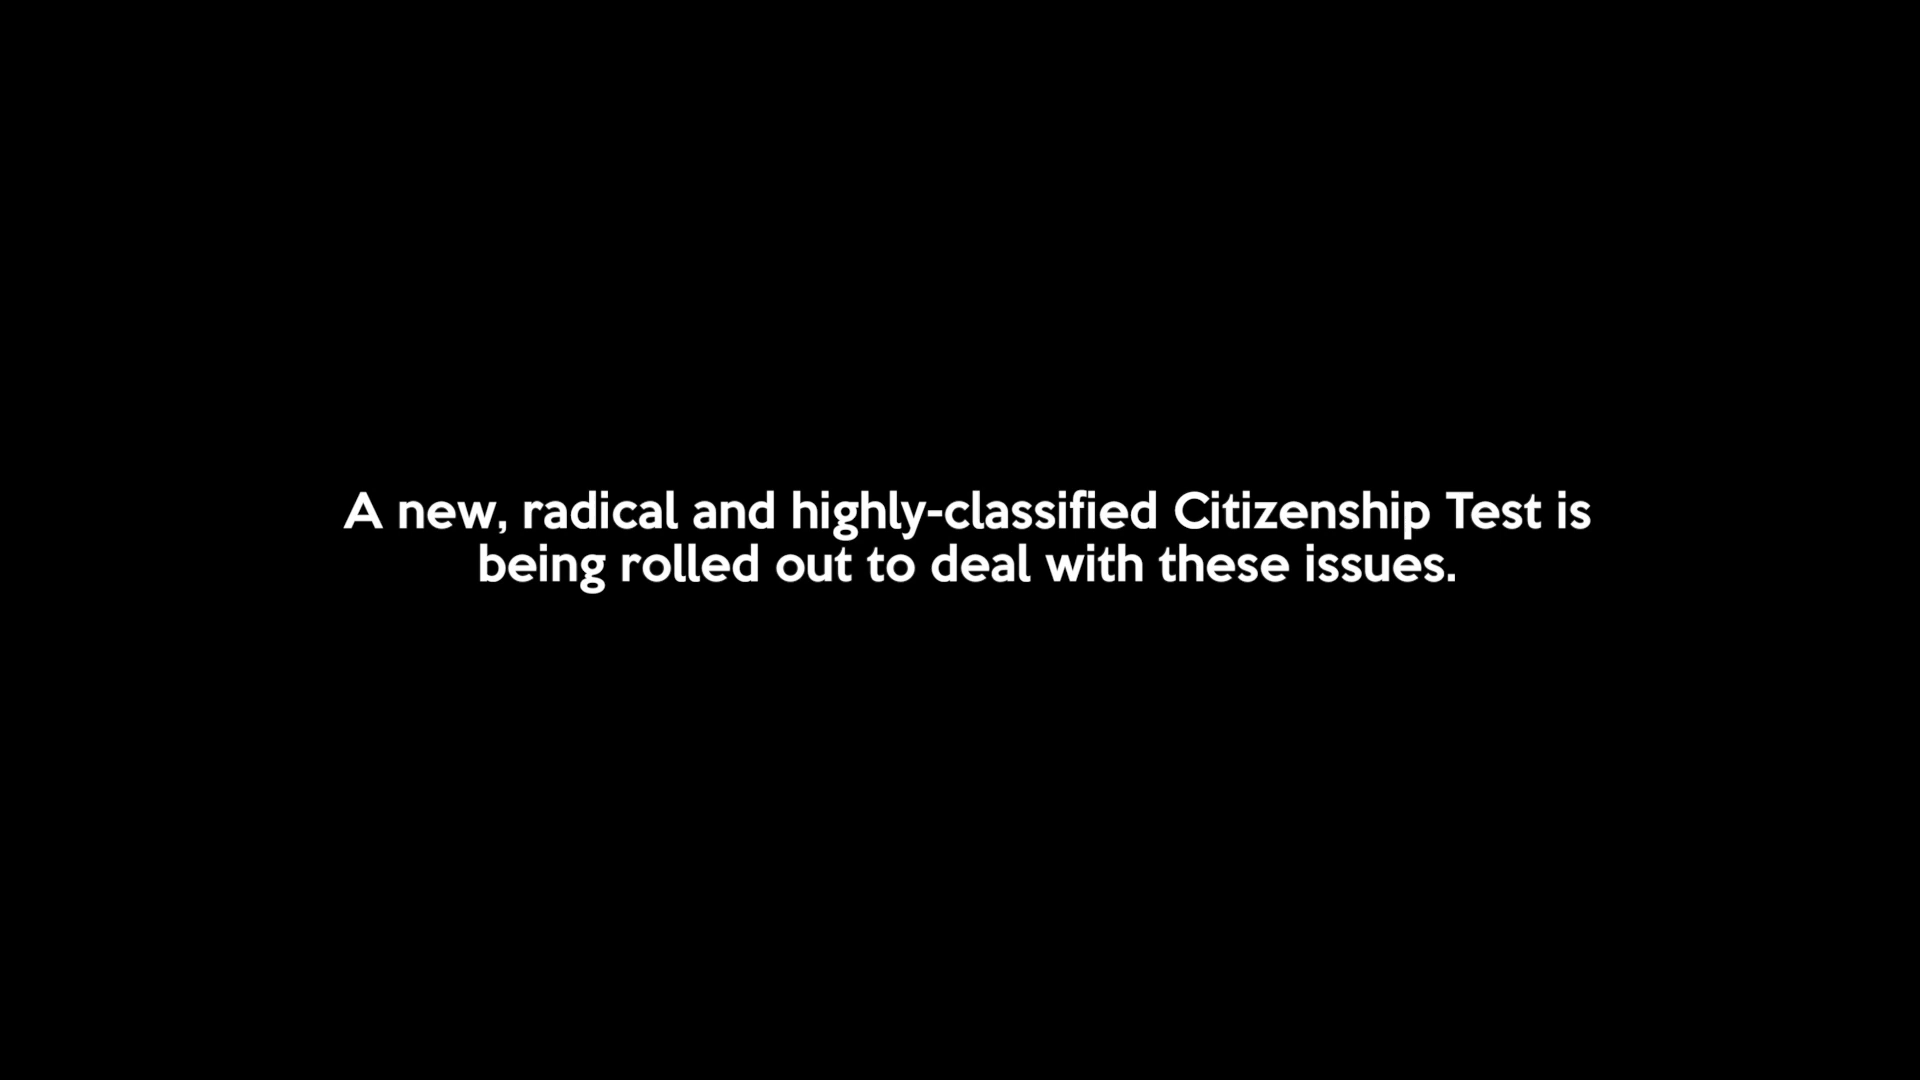 A new, radical and highly-classified Citizenship Test is
being rolled out to deal with these issues.